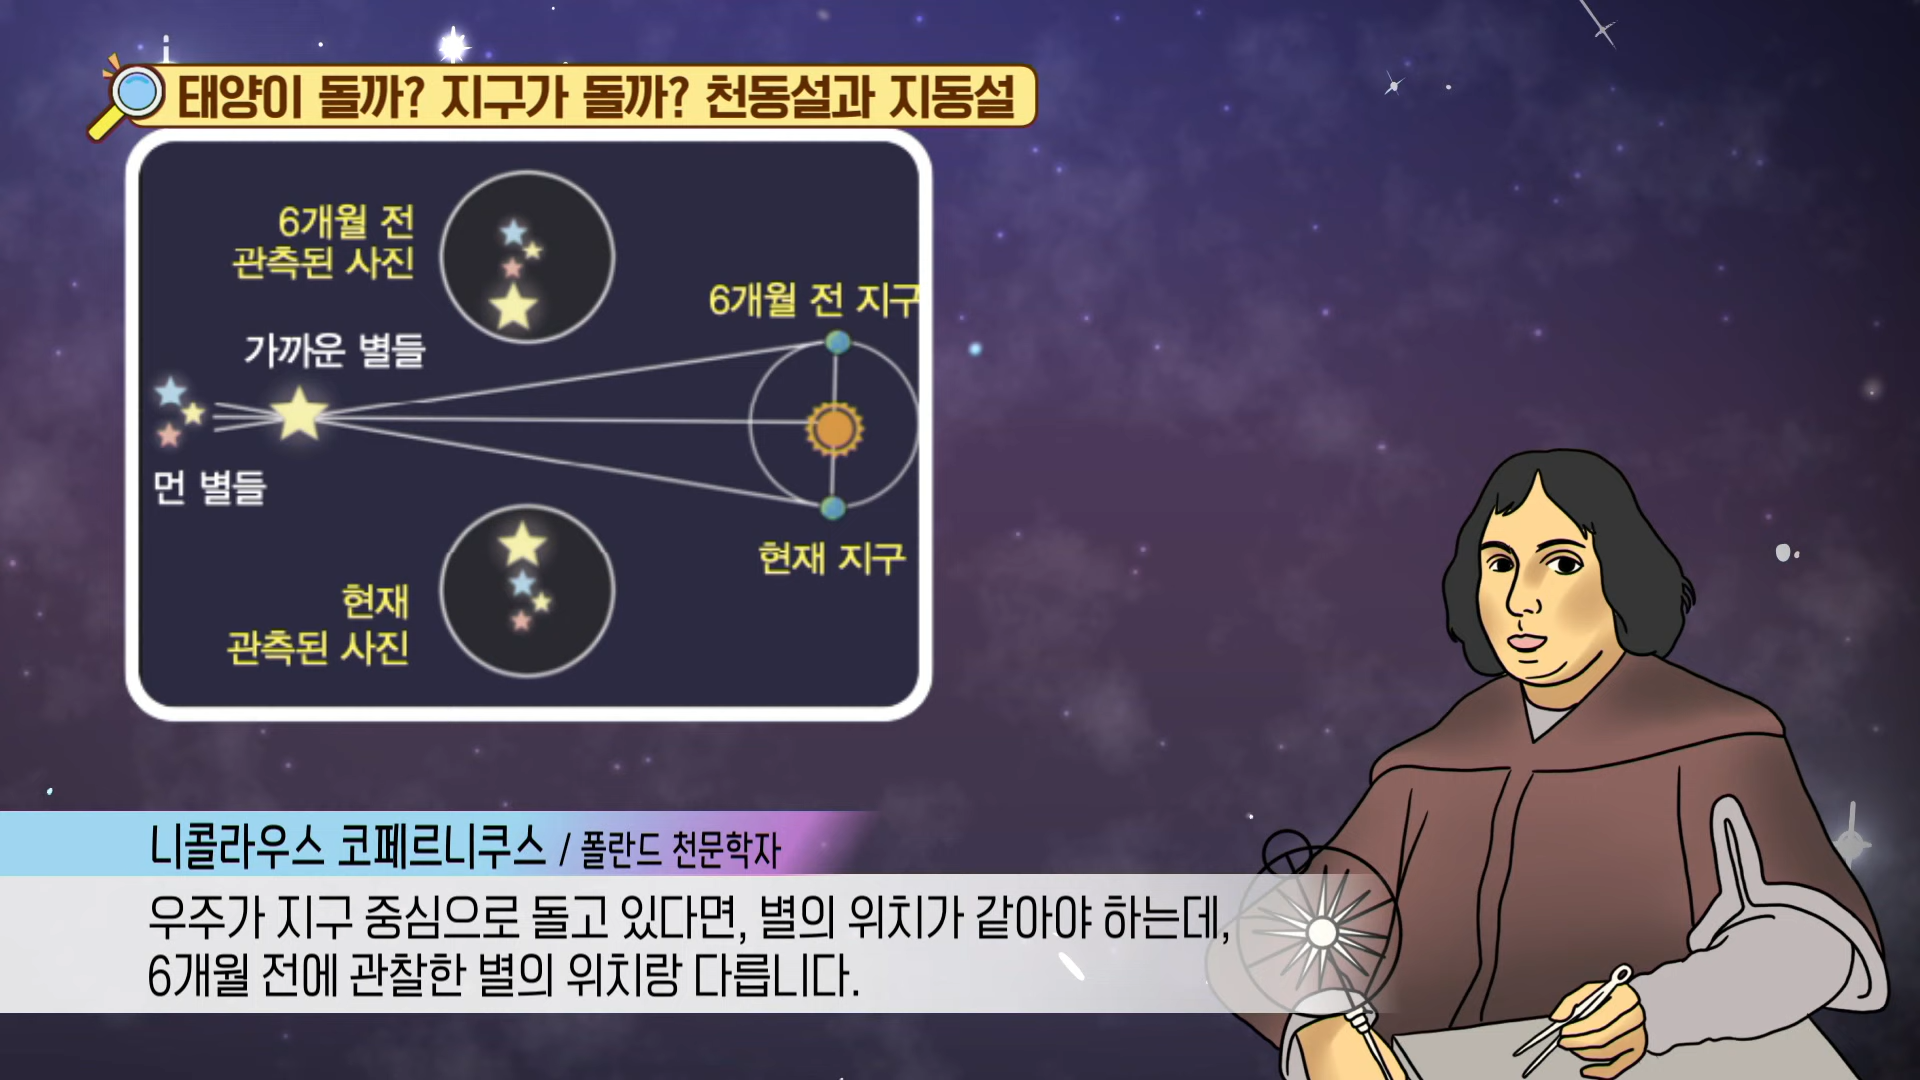 태양이 돌까? 지구가 돌까? 천동설과 지동설
6개월 전
관측된 사진
6개월 전 지구
가까운 별들
먼 별들
현재 지구
현재
관측된 사진
니콜라우스 코페르니쿠스 / 폴란드 천문학자
우주가 지구 중심으로 돌고 있다면, 별의 위치가 같아야 하는데,
6개월 전에 관찰한 별의 위치랑 다릅니다.